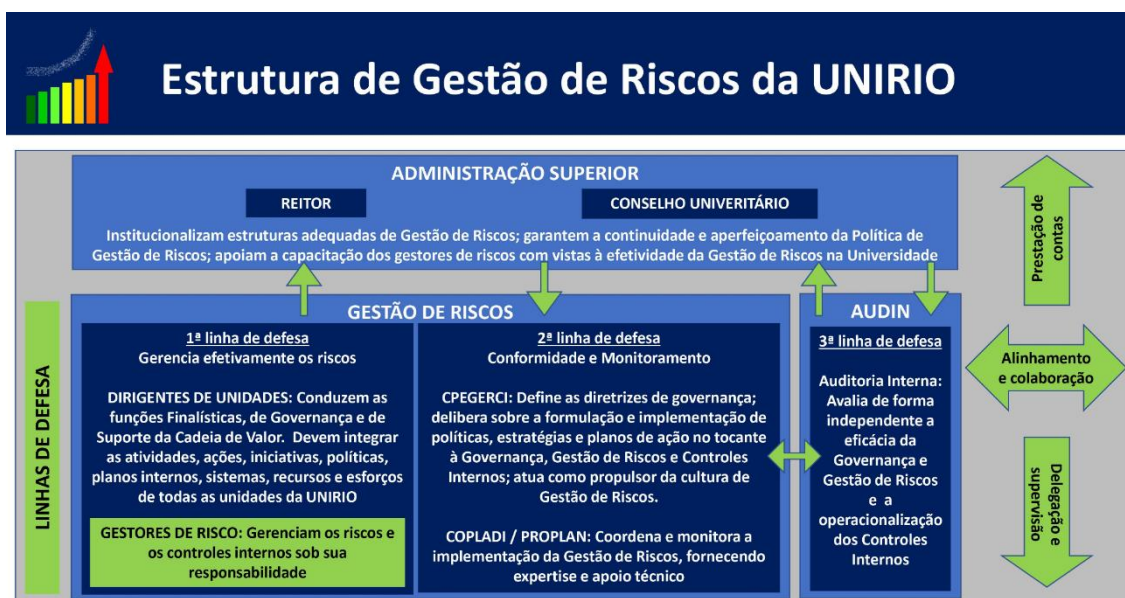 Estrutura de Gestão de Riscos da UNIRIO
ADMINISTRAÇÃO SUPERIOR
REITOR
CONSELHO UNIVERITÁRIO
Institucionalizam estruturas adequadas de Gestão de Riscos; garantem a continuidade e aperfeiçoamento da Política de
Gestão de Riscos; apoiam a capacitação dos gestores de riscos com vistas à efetividade da Gestão de Riscos na Universidade
LINHAS DE DEFESA
GESTÃO DE RISCOS
1ª linha de defesa
Gerencia efetivamente os riscos
DIRIGENTES DE UNIDADES: Conduzem as
funções Finalísticas, de Governança e de
Suporte da Cadeia de Valor. Devem integrar
as atividades, ações, iniciativas, políticas,
planos internos, sistemas, recursos e esforços
de todas as unidades da UNIRIO
GESTORES DE RISCO: Gerenciam os riscos e
os controles internos sob sua
responsabilidade
2ª linha de defesa
Conformidade e Monitoramento
CPEGERCI: Define as diretrizes de governança;
delibera sobre a formulação e implementação de
políticas, estratégias e planos de ação no tocante
à Governança, Gestão de Riscos e Controles
Internos; atua como propulsor da cultura de
Gestão de Riscos.
COPLADI / PROPLAN: Coordena e monitora a
implementação da Gestão de Riscos, fornecendo
expertise e apoio técnico
AUDIN
3ª linha de defesa
Auditoria Interna:
Avalia de forma
independente a
eficácia da
Governança e
Gestão de Riscos
e a
operacionalização
dos Controles
Internos
Prestação de
contas
Alinhamento
e colaboração
Delegação e
supervisão